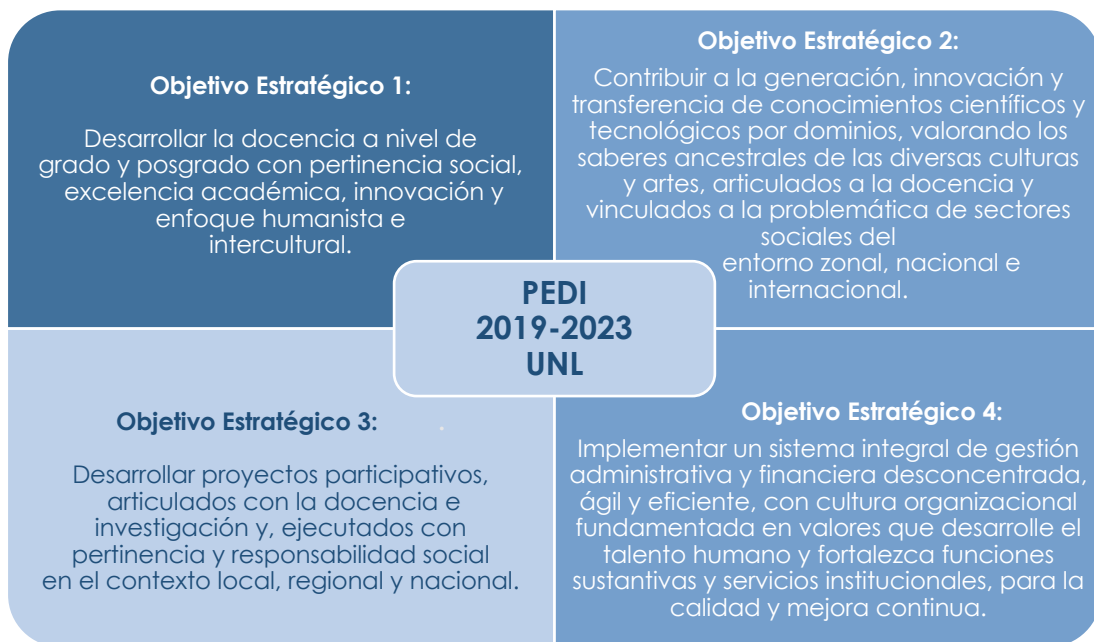 Objetivo Estratégico 1:
Desarrollar la docencia a nivel de
grado y posgrado con pertinencia social,
excelencia académica, innovación y
enfoque humanista e
intercultural.
Objetivo Estratégico 2:
Contribuir a la generación, innovación y
transferencia de conocimientos científicos y
tecnológicos por dominios, valorando los
saberes ancestrales de las diversas culturas
y artes, articulados a la docencia y
vinculados a la problemática de sectores
sociales del
entorno zonal, nacional e
internacional.
PEDI
2019-2023
UNL
Objetivo Estratégico 3: .
Desarrollar proyectos participativos,
articulados con la docencia e
investigación y, ejecutados con
pertinencia y responsabilidad social
en el contexto local, regional y nacional.
Objetivo Estratégico 4:
Implementar un sistema integral de gestión
administrativa y financiera desconcentrada,
ágil y eficiente, con cultura organizacional
fundamentada en valores que desarrolle el
talento humano y fortalezca funciones
sustantivas y servicios institucionales, para la
calidad y mejora continua.